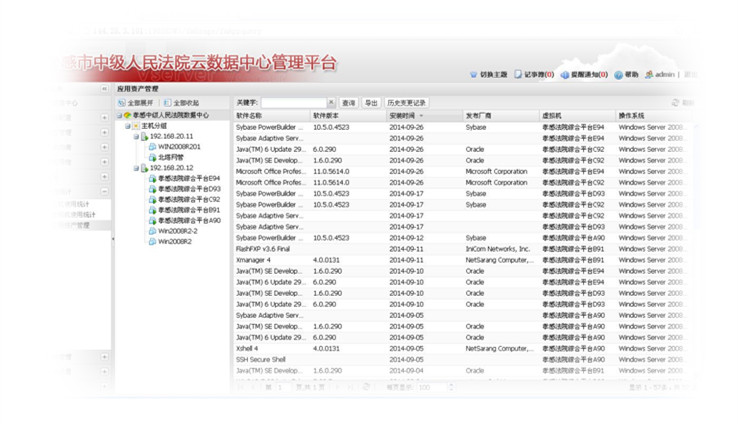 市中级人民法院云数据中心管理平台
切换主题 记事簿(0) 提醒通知(0) 帮助 admin
应用资产管理
全部展开 全部收起 关键字: 查询 导出 历史变更记录
孝感中级人民法院数据中心
主机分组
192.168.20.11
WIN2008R201
北塔网管
192.168.20.12
孝感法院综合平台E94
孝感法院综合平台D93
孝感法院综合平台C92
孝感法院综合平台B91
孝感法院综合平台A90
Win2008R2-2
Win2008R2
软件名称 软件版本 安装时间 发布厂商 虚拟机 操作系统
Sybase PowerBuilder ... 10.5.0.4523 2014-09-26 Sybase 孝感法院综合平台E94 Windows Server 2008
Sybase Adaptive Serv... 2014-09-26 孝感法院综合平台E94 Windows Server 2008
Java(TM) 6 Update 29... 6.0.290 2014-09-26 Oracle 孝感法院综合平台C92 Windows Server 2008
Java(TM) SE Develop... 1.6.0.290 2014-09-26 Oracle 孝感法院综合平台C92 Windows Server 2008
Microsoft Office Profes... 11.0.5614.0 2014-09-26 Microsoft Corporation 孝感法院综合平台E94 Windows Server 2008
Microsoft Office Profes... 11.0.5614.0 2014-09-26 Microsoft Corporation 孝感法院综合平台C92 Windows Server 2008
Sybase PowerBuilder ... 10.5.0.4523 2014-09-17 Sybase 孝感法院综合平台D93 Windows Server 2008
Sybase PowerBuilder ... 10.5.0.4523 2014-09-17 Sybase 孝感法院综合平台C92 Windows Server 2008
Sybase Adaptive Serv... 2014-09-17 孝感法院综合平台C92 Windows Server 2008
Sybase Adaptive Serv... 2014-09-17 孝感法院综合平台D93 Windows Server 2008
Sybase PowerBuilder ... 10.5.0.4523 2014-09-12 Sybase 孝感法院综合平台A90 Windows Server 2008
FlashFXP v3.6 Final 2014-09-11 IniCom Networks, Inc. 孝感法院综合平台B91 Windows Server 2008
Xmanager 4 4.0.0131 2014-09-11 NetSarang Computer,... 孝感法院综合平台B91 Windows Server 2008
Java(TM) SE Develop... 1.6.0.290 2014-09-10 Oracle 孝感法院综合平台E94 Windows Server 2008
Java(TM) 6 Update 29... 6.0.290 2014-09-10 Oracle 孝感法院综合平台E94 Windows Server 2008
Java(TM) SE Develop... 1.6.0.290 2014-09-10 Oracle 孝感法院综合平台D93 Windows Server 2008
Java(TM) 6 Update 29... 6.0.290 2014-09-10 Oracle 孝感法院综合平台D93 Windows Server 2008
Sybase Adaptive Serv... 2014-09-05 孝感法院综合平台A90 Windows Server 2008
Java(TM) SE Develop... 1.6.0.290 2014-09-05 Oracle 孝感法院综合平台A90 Windows Server 2008
Java(TM) 6 Update 29... 6.0.290 2014-09-05 Oracle 孝感法院综合平台A90 Windows Server 2008
Xshell 4 4.0.0131 2014-09-05 NetSarang Computer,... 孝感法院综合平台A90 Windows Server 2008
SSH Secure Shell 2014-09-05 孝感法院综合平台A90 Windows Server 2008
Java(TM) SE Develop... 1.6.0.290 2014-09-04 Oracle 孝感法院综合平台B91 Windows Server 2008